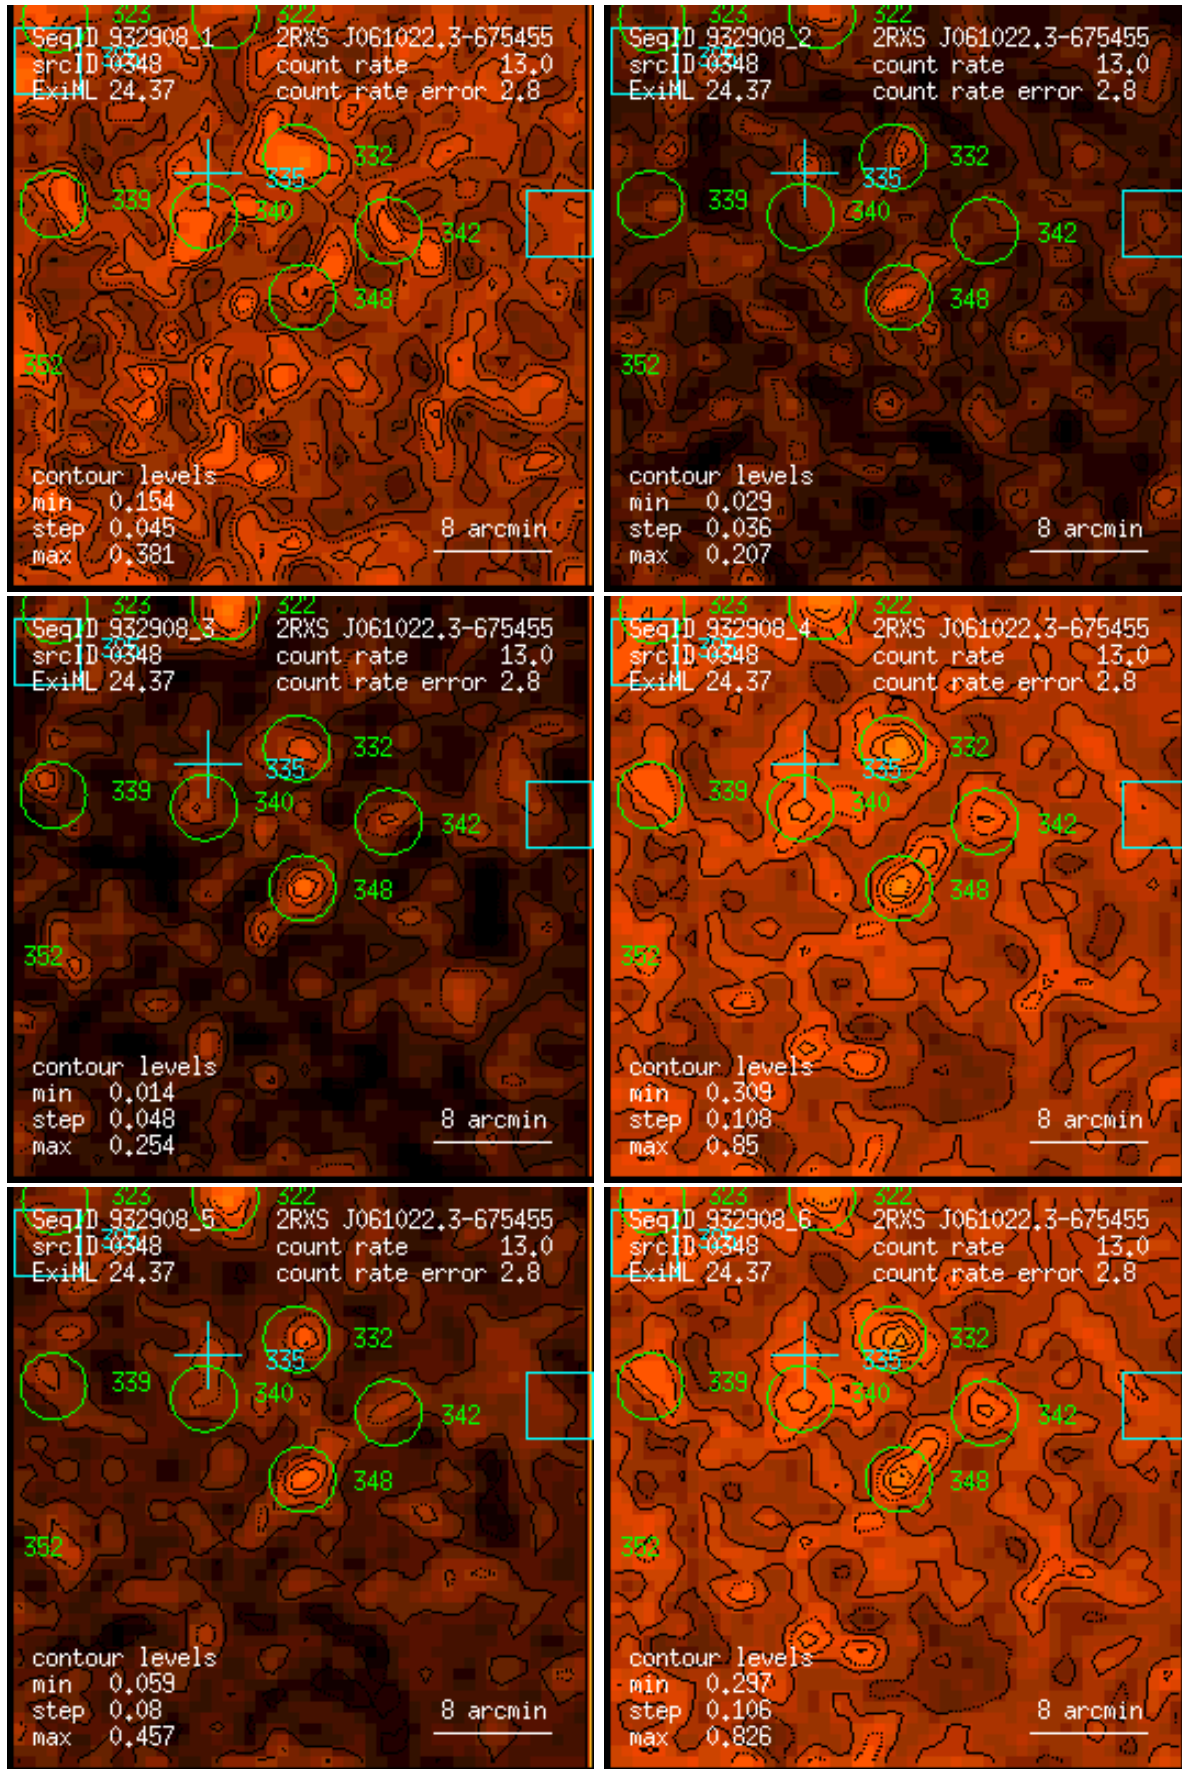 323 322
SeqID 932908_1 2RXS J061022.3-675455
srcID 0348 count rate 13.0
ExiML 24.37 count rate error 2.8
332
335
339 340
342
348
352
contour levels
min 0.154
step 0.045 8 arcmin
max 0.381
323 322
SeqID 932908_2 2RXS J061022.3-675455
srcID 0348 count rate 13.0
ExiML 24.37 count rate error 2.8
332
335
339 340
342
348
352
contour levels
min 0.029
step 0.036 8 arcmin
max 0.207
323 322
SeqID 932908_3 2RXS J061022.3-675455
srcID 0348 count rate 13.0
ExiML 24.37 count rate error 2.8
332
335
339 340
342
348
352
contour levels
min 0.014
step 0.048 8 arcmin
max 0.254
323 322
SeqID 932908_4 2RXS J061022.3-675455
srcID 0348 count rate 13.0
ExiML 24.37 count rate error 2.8
332
335
339 340
342
348
352
contour levels
min 0.309
step 0.108 8 arcmin
max 0.85
323 322
SeqID 932908_5 2RXS J061022.3-675455
srcID 0348 count rate 13.0
ExiML 24.37 count rate error 2.8
332
335
339 340
342
348
352
contour levels
min 0.059
step 0.08 8 arcmin
max 0.457
323 322
SeqID 932908_6 2RXS J061022.3-675455
srcID 0348 count rate 13.0
ExiML 24.37 count rate error 2.8
332
335
339 340
342
348
352
contour levels
min 0.297
step 0.106 8 arcmin
max 0.826